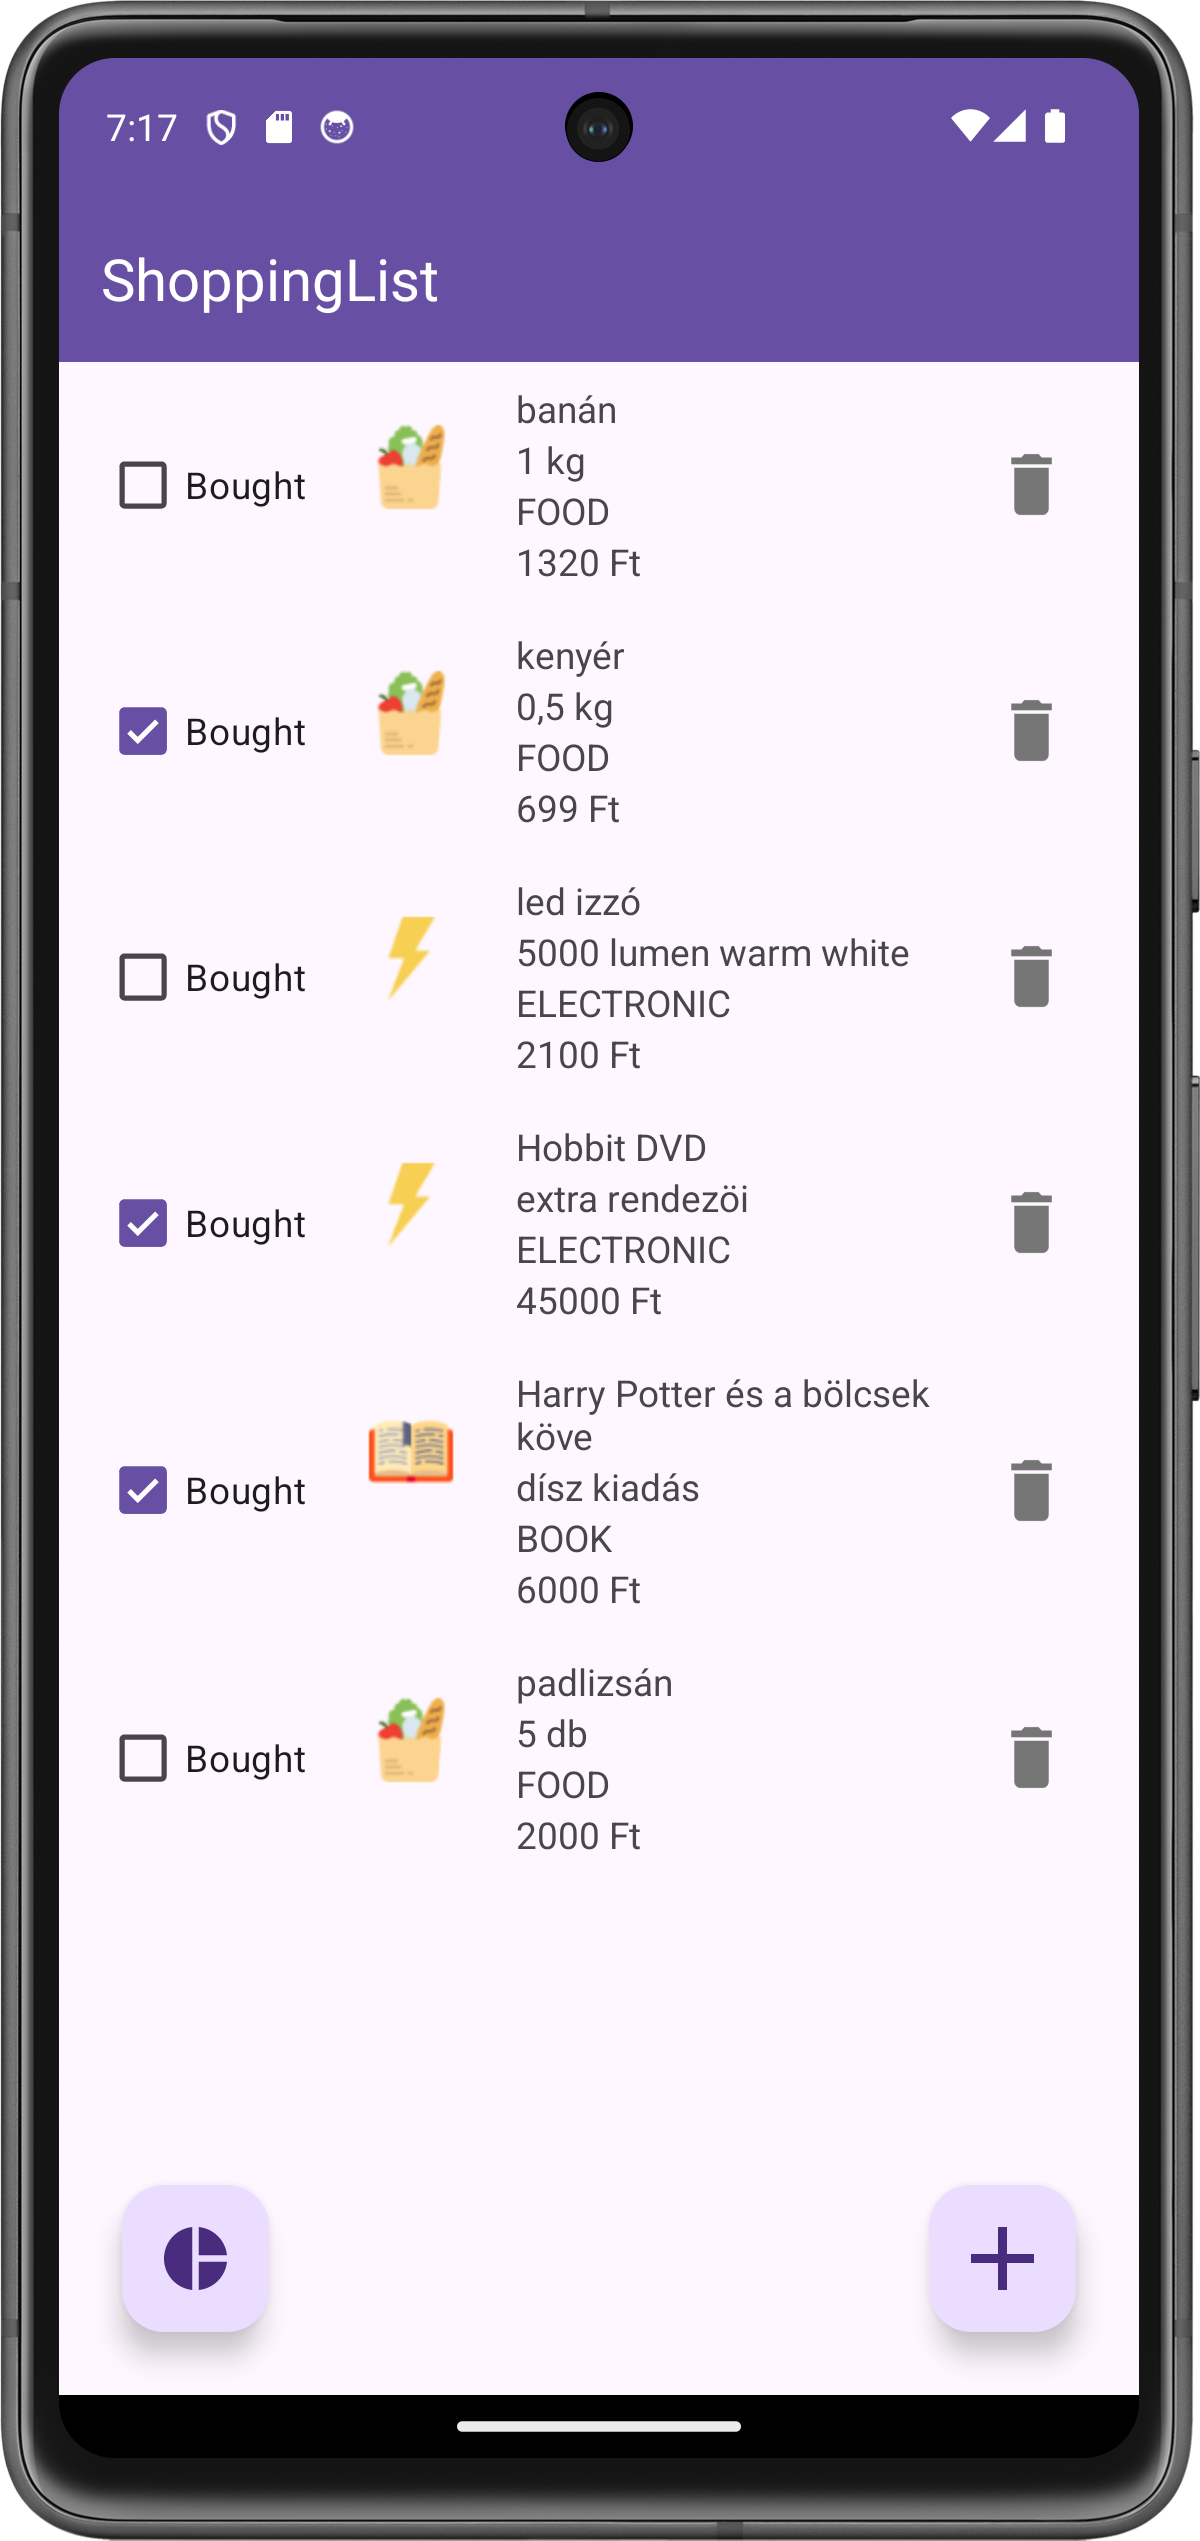 7:17
ShoppingList
banán
1 kg
Bought
FOOD
1320 Ft
kenyér
0,5 kg
Bought
FOOD
699 Ft
led izzó
5000 lumen warm white
Bought
ELECTRONIC
2100 Ft
Hobbit DVD
extra rendezöi
Bought
ELECTRONIC
45000 Ft
Harry Potter és a bölcsek
köve
dísz kiadás
Bought
BOOK
6000 Ft
padlizsán
5 db
Bought
FOOD
2000 Ft